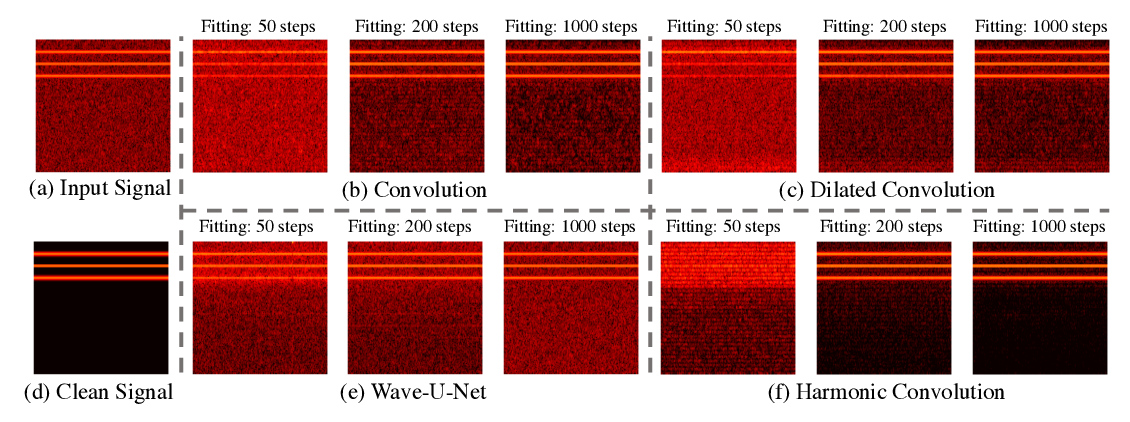 Fitting: 50 steps Fitting: 200 steps Fitting: 1000 steps Fitting: 50 steps Fitting: 200 steps Fitting: 1000 steps
(a) Input Signal (b) Convolution (c) Dilated Convolution
Fitting: 50 steps Fitting: 200 steps Fitting: 1000 steps Fitting: 50 steps Fitting: 200 steps Fitting: 1000 steps
(d) Clean Signal (e) Wave-U-Net (f) Harmonic Convolution